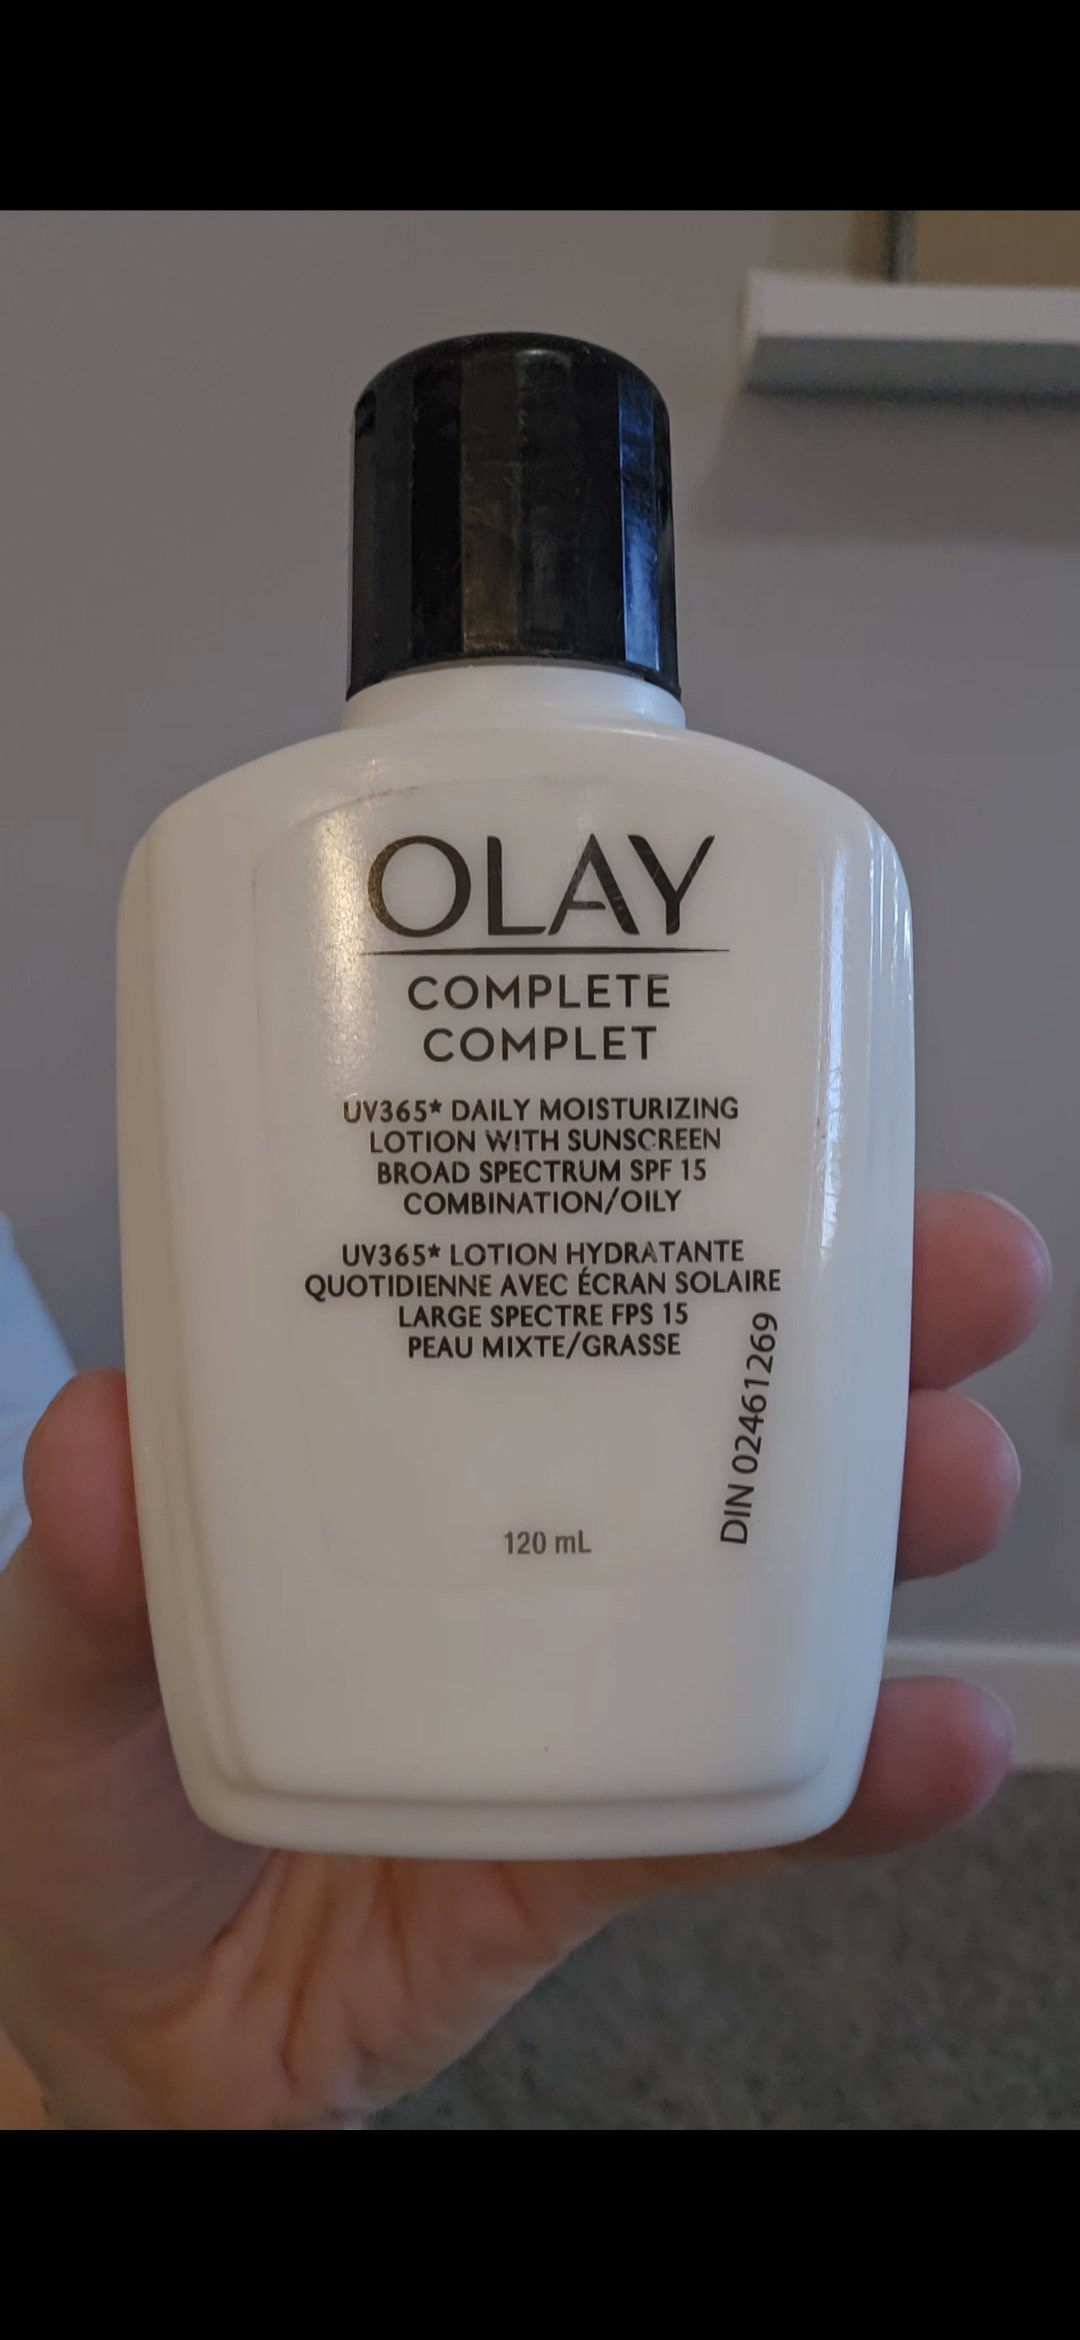 OLAY
COMPLETE
COMPLET
UV365* DAILY MOISTURIZING
LOTION WITH SUNSCREEN
BROAD SPECTRUM SPF 15
COMBINATION/OILY
UV365* LOTION HYDRATANTE
QUOTIDIENNE AVEC ÉCRAN SOLAIRE
LARGE SPECTRE FPS 15
PEAU MIXTE/GRASSE
DIN 02461269
120 mL